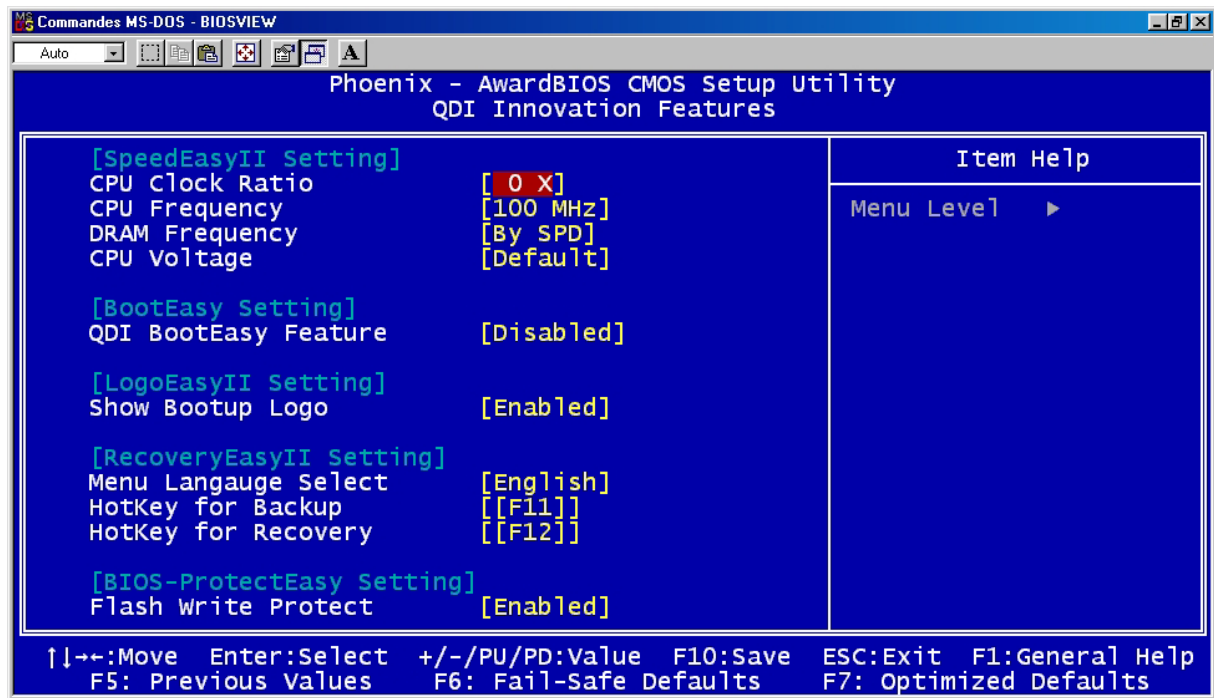 Commandes MS-DOS - BIOSVIEW
Auto
A
Phoenix - AwardBIOS CMOS Setup Utility
QDI Innovation Features
[SpeedEasyII Setting]
CPU Clock Ratio [ 0 X]
CPU Frequency [100 MHz]
DRAM Frequency [By SPD]
CPU Voltage [Default]
[BootEasy Setting]
QDI BootEasy Feature [Disabled]
[LogoEasyII Setting]
Show Bootup Logo [Enabled]
[RecoveryEasyII Setting]
Menu Langauge Select [English]
HotKey for Backup [[F11]]
HotKey for Recovery [[F12]]
[BIOS-ProtectEasy Setting]
Flash Write Protect [Enabled]
Item Help
Menu Level ▶
↑↓→←:Move Enter:Select +/-/PU/PD:Value F10:Save ESC:Exit F1:General Help
F5: Previous Values F6: Fail-Safe Defaults F7: Optimized Defaults